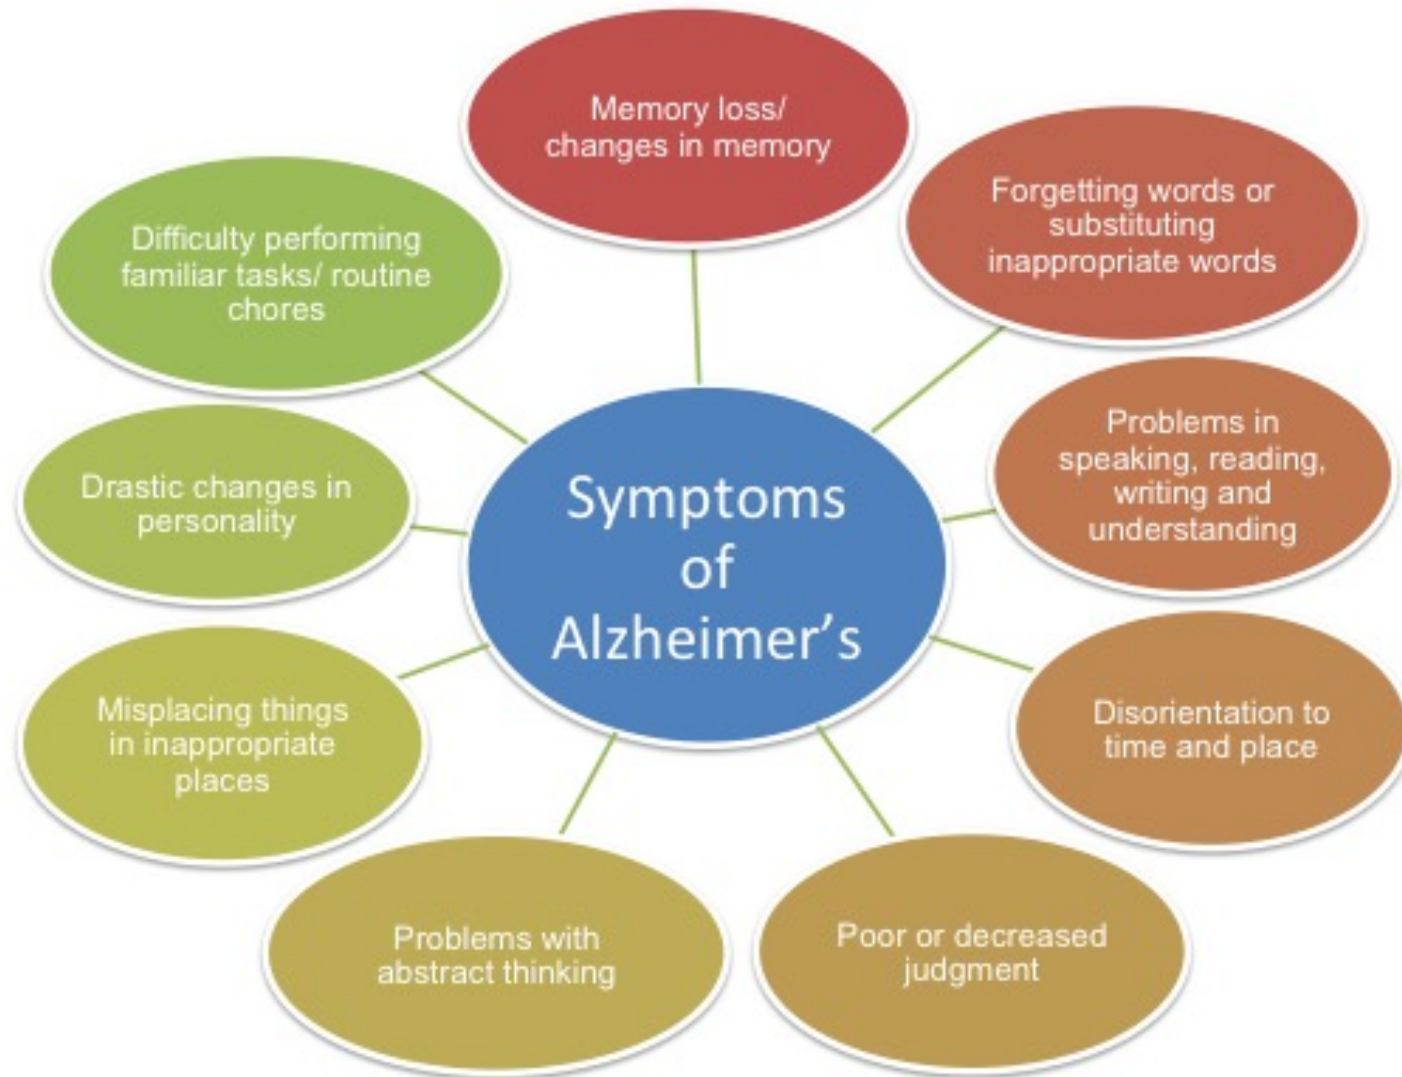 Memory loss/
changes in memory
Forgetting words or
substituting
inappropriate words
Problems in
speaking, reading,
writing and
understanding
Disorientation to
time and place
Poor or decreased
judgment
Problems with
abstract thinking
Misplacing things
in inappropriate
places
Drastic changes in
personality
Difficulty performing
familiar tasks/ routine
chores
Symptoms
of
Alzheimer’s